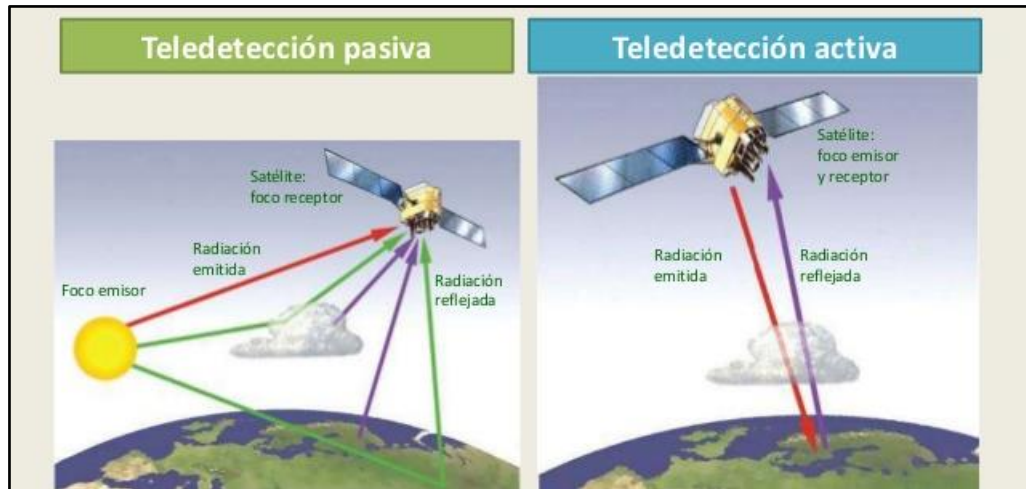 Teledetección pasiva
Satélite:
foco receptor
Radiación
emitida
Foco emisor
Radiación
reflejada
Teledetección activa
Satélite:
foco emisor
y receptor
Radiación
emitida
Radiación
reflejada